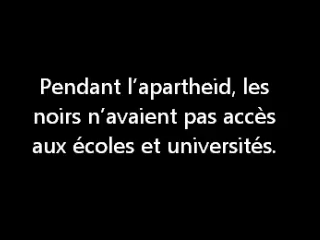 Pendant l’apartheid, les
noirs n’avaient pas accès
aux écoles et universités.